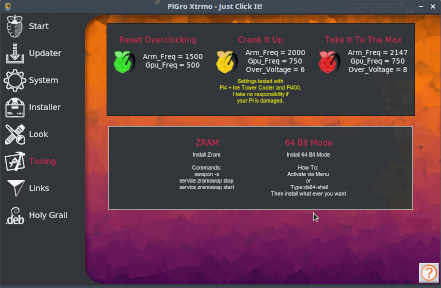 PiGro Xtrmo - Just Click It!
Start
Updater
System
Installer
Look
Tuning
Links
Holy Grail
Reset Overclocking
Arm_Freq = 1500
Gpu_Freq = 500
Crank It Up
Arm_Freq = 2000
Gpu_Freq = 750
Over_Voltage = 6
Take It To The Max
Arm_Freq = 2147
Gpu_Freq = 750
Over_Voltage = 8
Settings tested with
Pi4 + Ice Tower Cooler and Pi400.
I take no responsibility if
your Pi is damaged.
ZRAM
Install Zram
Commands:
swapon -s
service zramswap stop
service zramswap start
64 Bit Mode
Install 64 Bit Mode
How To:
Activate via Menu
or
Type:ds64-shell
Then install what ever you want
.deb
?